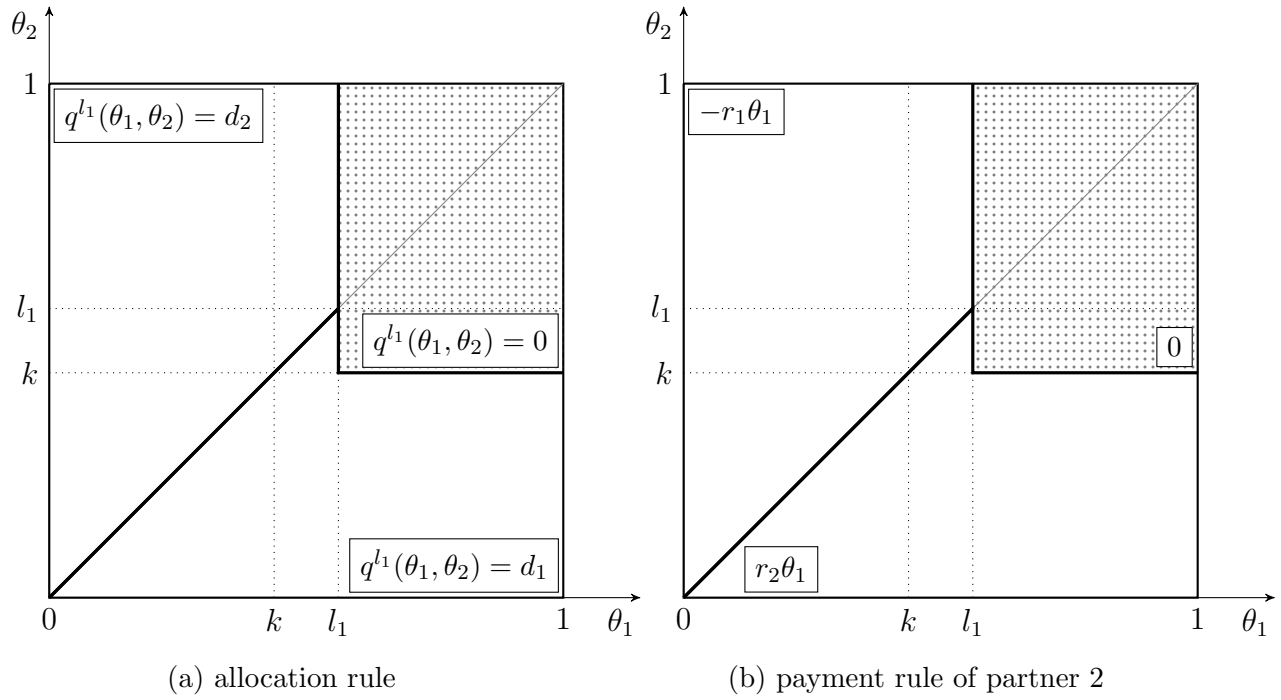 θ₂
1
q^{l₁}(θ₁, θ₂) = d₂
l₁
q^{l₁}(θ₁, θ₂) = 0
k
q^{l₁}(θ₁, θ₂) = d₁
0 k l₁ 1 θ₁
(a) allocation rule
θ₂
1
−r₁θ₁
l₁
0
k
r₂θ₁
0 k l₁ 1 θ₁
(b) payment rule of partner 2